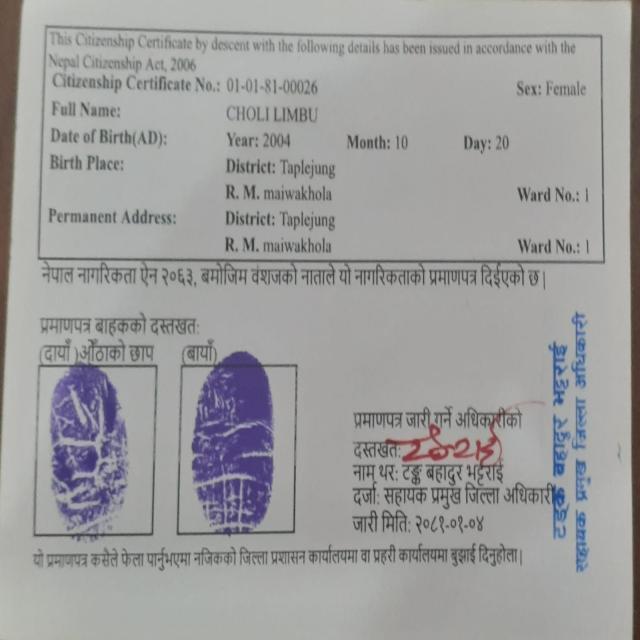 This Citizenship Certificate by descent with the following details has been issued in accordance with the
Nepal Citizenship Act, 2006
Citizenship Certificate No.: 01-01-81-00026 Sex: Female
Full Name: CHOLI LIMBU
Date of Birth(AD): Year: 2004 Month: 10 Day: 20
Birth Place: District: Taplejung
R. M. maiwakhola Ward No.: 1
Permanent Address: District: Taplejung
R. M. maiwakhola Ward No.: 1
नेपाल नागरिकता ऐन २०६३, बमोजिम वंशजको नाताले यो नागरिकताको प्रमाणपत्र दिईएको छ।
प्रमाणपत्र बाहकको दस्तखत:
(दायाँ )औंठाको छाप (बायाँ)
प्रमाणपत्र जारी गर्ने अधिकृतीको
दस्तखत:
नाम थर: टङ्क बहादुर भट्टराई
दर्जा: सहायक प्रमुख जिल्ला अधिकारी
जारी मिति: २०८१-०१-०४
टङ्क बहादुर भट्टराई
सहायक प्रमुख जिल्ला अधिकारी
यो प्रमाणपत्र कसैले फेला पार्नुभएमा नजिकको जिल्ला प्रशासन कार्यालयमा वा प्रहरी कार्यालयमा बुझाई दिनुहोला।